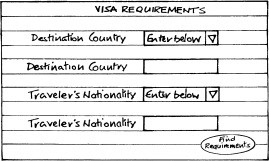 VISA REQUIREMENTS
Destination Country Enter below
Destination Country
Traveler's Nationality Enter below
Traveler's Nationality
Find
Requirements